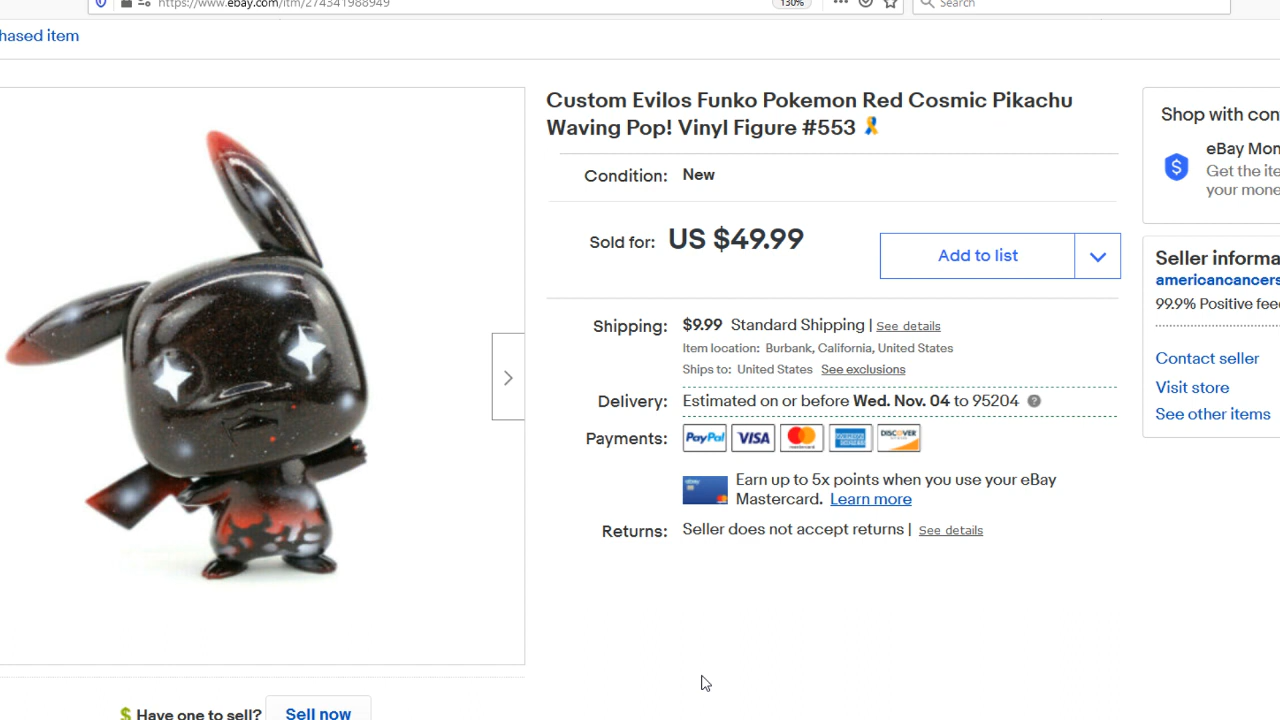 https://www.ebay.com/itm/274341988949
130%
Search
hased item
Custom Evilos Funko Pokemon Red Cosmic Pikachu
Waving Pop! Vinyl Figure #553
Condition: New
Sold for: US $49.99
Add to list
Shipping: $9.99 Standard Shipping | See details
Item location: Burbank, California, United States
Ships to: United States See exclusions
Delivery: Estimated on or before Wed. Nov. 04 to 95204
Payments: PayPal VISA mastercard DISCOVER
Earn up to 5x points when you use your eBay
Mastercard. Learn more
Returns: Seller does not accept returns | See details
Shop with con
eBay Mon
Get the ite
your mone
Seller informa
americancancers
99.9% Positive fee
Contact seller
Visit store
See other items
Have one to sell? Sell now